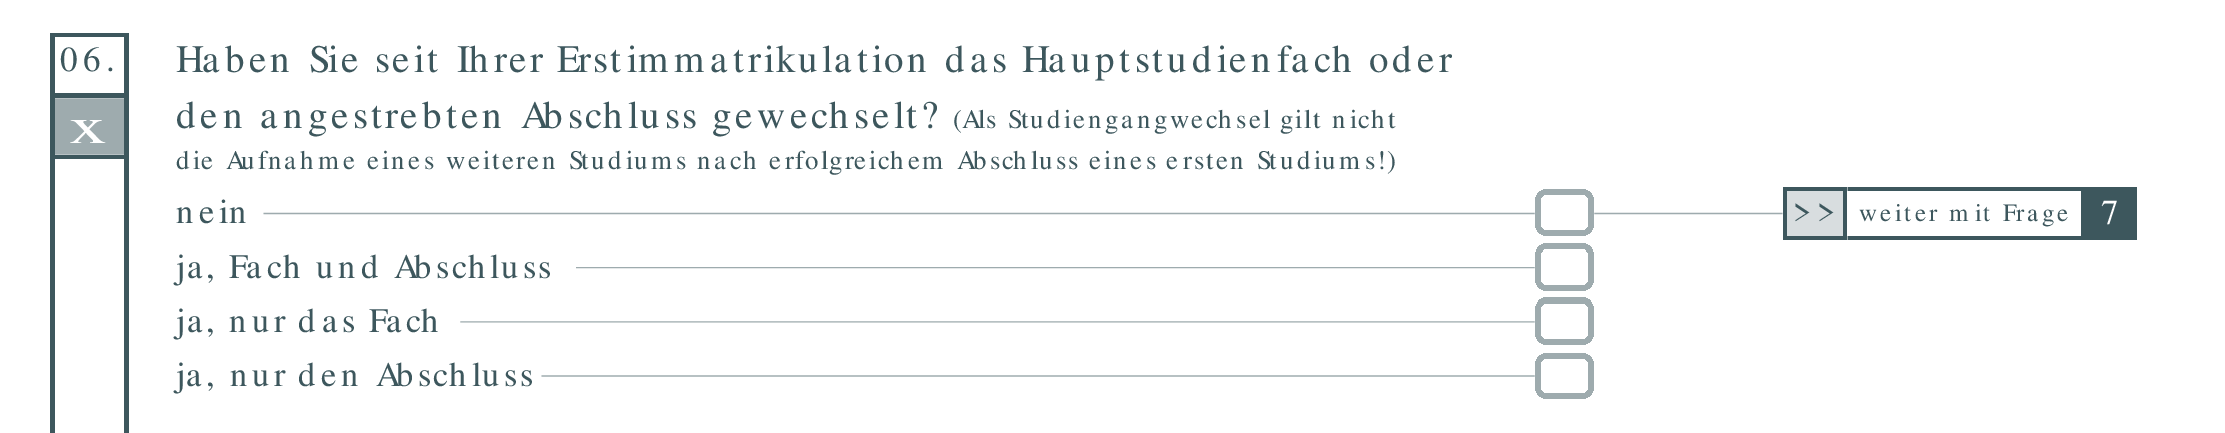 06. Haben Sie seit Ihrer Erstimmatrikulation das Hauptstudienfach oder
x den angestrebten Abschluss gewechselt? (Als Studiengangwechsel gilt nicht
die Aufnahme eines weiteren Studiums nach erfolgreichem Abschluss eines ersten Studiums!)
nein >> weiter mit Frage 7
ja, Fach und Abschluss
ja, nur das Fach
ja, nur den Abschluss